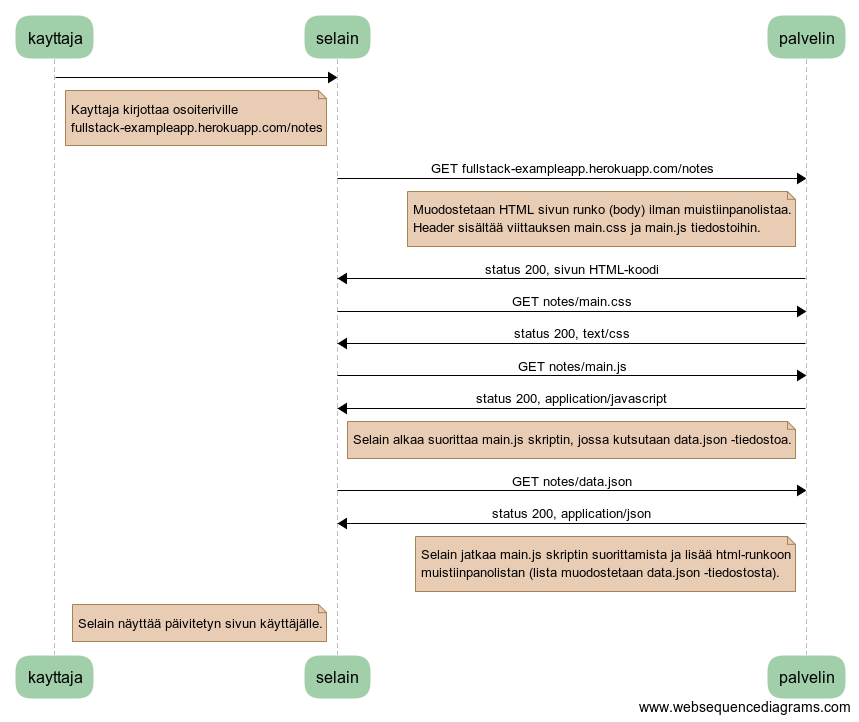 kayttaja
selain
palvelin
Kayttaja kirjottaa osoiteriville
fullstack-exampleapp.herokuapp.com/notes
GET fullstack-exampleapp.herokuapp.com/notes
Muodostetaan HTML sivun runko (body) ilman muistiinpanolistaa.
Header sisältää viittauksen main.css ja main.js tiedostoihin.
status 200, sivun HTML-koodi
GET notes/main.css
status 200, text/css
GET notes/main.js
status 200, application/javascript
Selain alkaa suorittaa main.js skriptin, jossa kutsutaan data.json -tiedostoa.
GET notes/data.json
status 200, application/json
Selain jatkaa main.js skriptin suorittamista ja lisää html-runkoon
muistiinpanolistan (lista muodostetaan data.json -tiedostosta).
Selain näyttää päivitetyn sivun käyttäjälle.
kayttaja
selain
palvelin
www.websequencediagrams.com